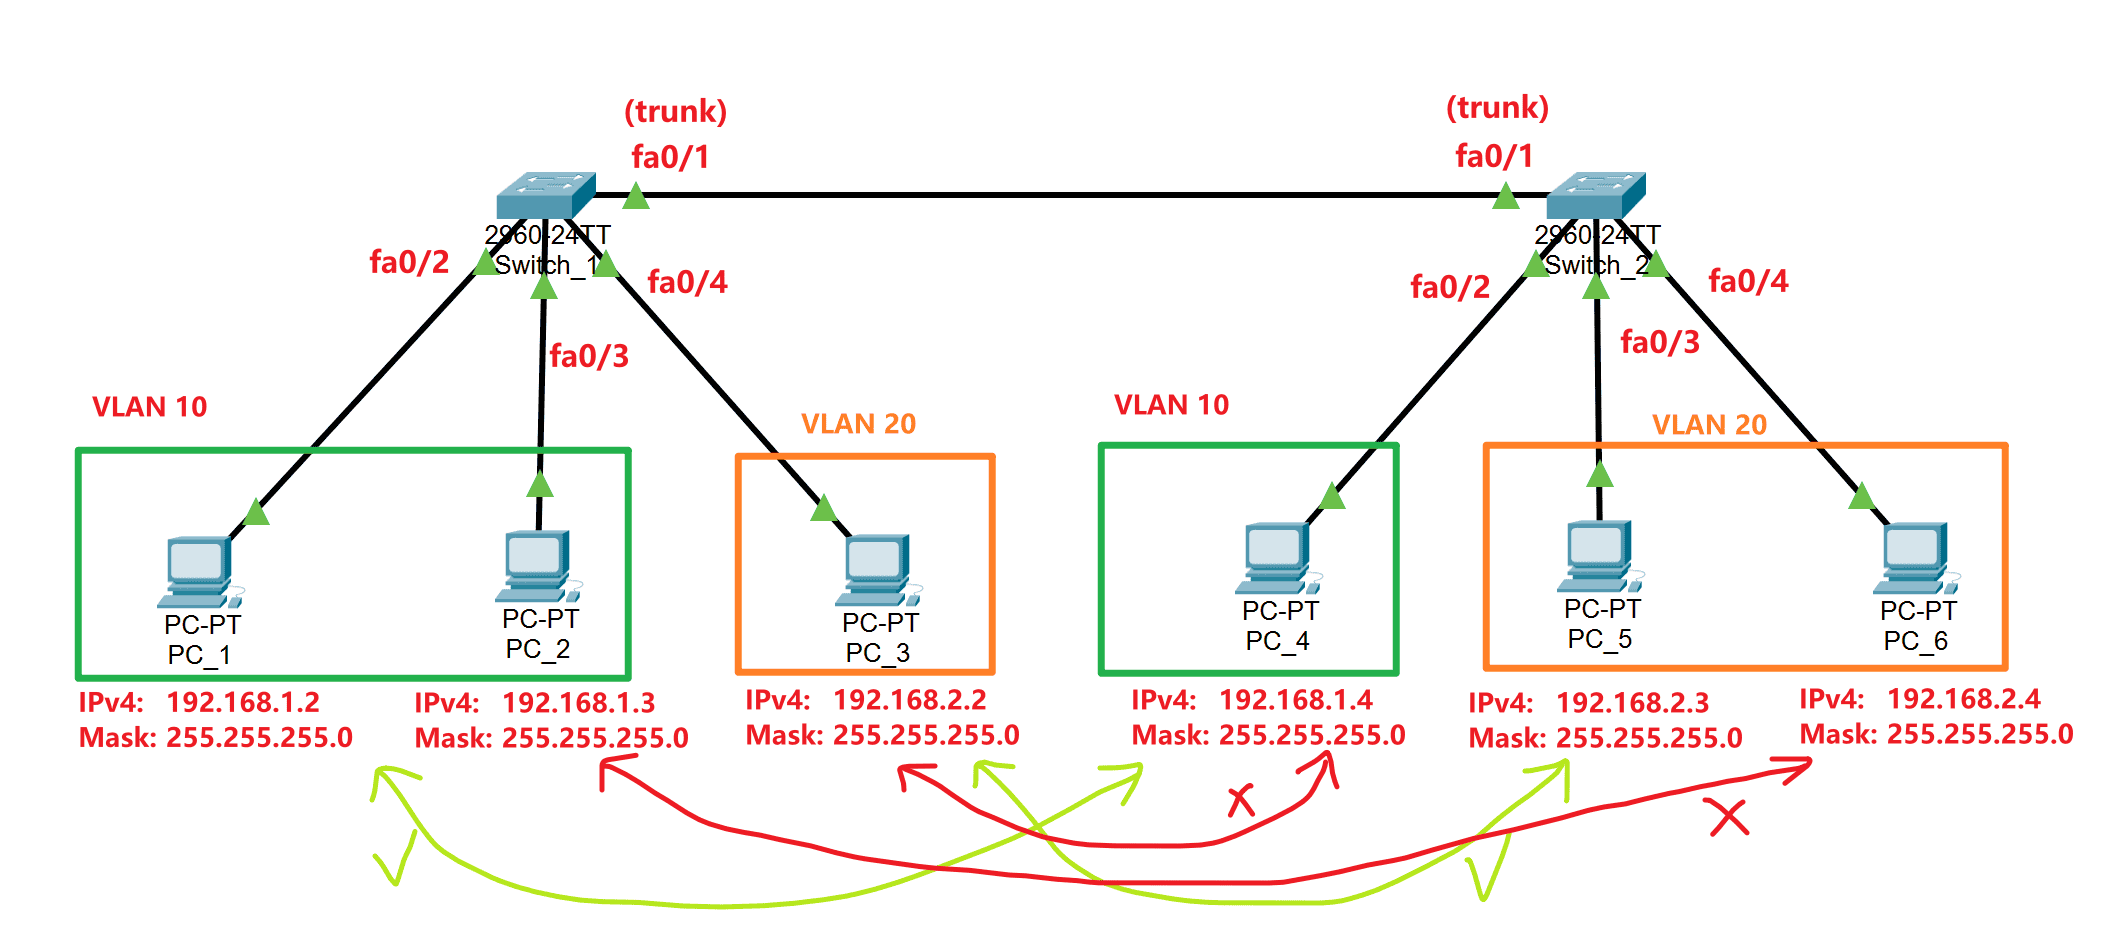 (trunk)
fa0/1
(trunk)
fa0/1
2960-24TT
Switch_1
fa0/2
fa0/4
fa0/3
2960-24TT
Switch_2
fa0/2
fa0/4
fa0/3
VLAN 10
VLAN 20
VLAN 10
VLAN 20
PC-PT
PC_1
PC-PT
PC_2
PC-PT
PC_3
PC-PT
PC_4
PC-PT
PC_5
PC-PT
PC_6
IPv4: 192.168.1.2
Mask: 255.255.255.0
IPv4: 192.168.1.3
Mask: 255.255.255.0
IPv4: 192.168.2.2
Mask: 255.255.255.0
IPv4: 192.168.1.4
Mask: 255.255.255.0
IPv4: 192.168.2.3
Mask: 255.255.255.0
IPv4: 192.168.2.4
Mask: 255.255.255.0